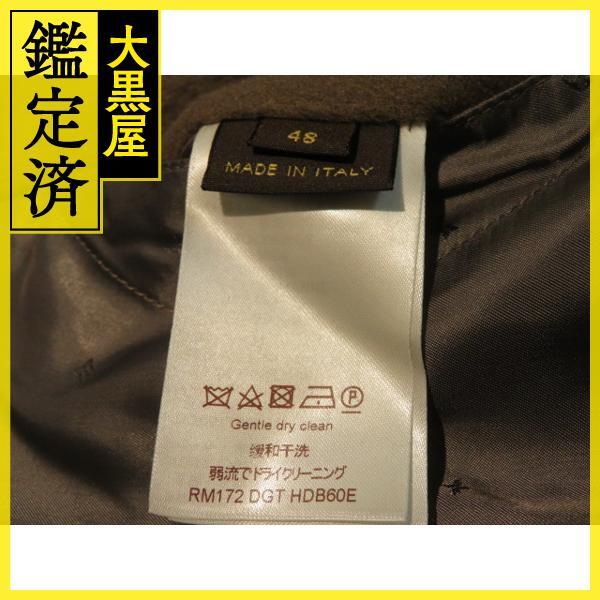 鑑定済
大黒屋
48
MADE IN ITALY
Gentle dry clean
缓和干洗
弱流でドライクリーニング
RM172 DGT HDB60E